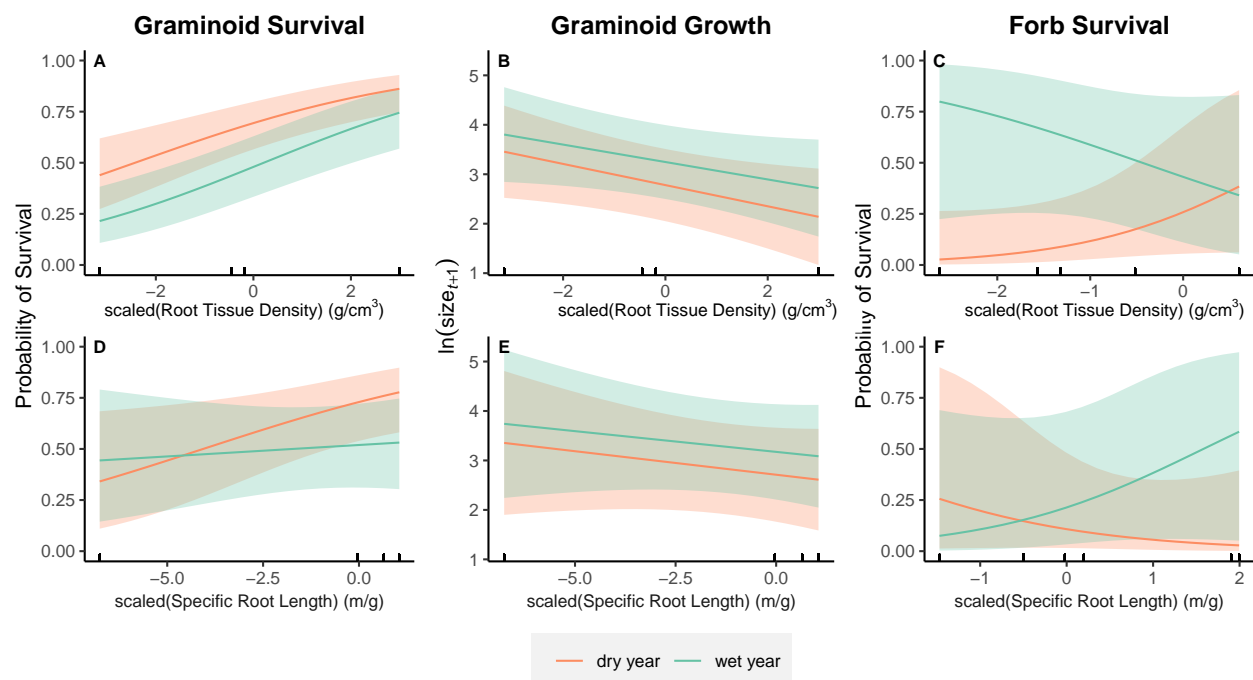 Graminoid Survival
Graminoid Growth
Forb Survival
A
1.00
0.75
0.50
0.25
0.00
−2
0
2
scaled(Root Tissue Density) (g/cm³)
B
5
4
3
2
1
−2
0
2
scaled(Root Tissue Density) (g/cm³)
C
1.00
0.75
0.50
0.25
0.00
−2
−1
0
scaled(Root Tissue Density) (g/cm³)
Probability of Survival
ln(size t+1)
Probability of Survival
D
1.00
0.75
0.50
0.25
0.00
−5.0
−2.5
0.0
scaled(Specific Root Length) (m/g)
E
5
4
3
2
1
−5.0
−2.5
0.0
scaled(Specific Root Length) (m/g)
F
1.00
0.75
0.50
0.25
0.00
−1
0
1
2
scaled(Specific Root Length) (m/g)
dry year
wet year